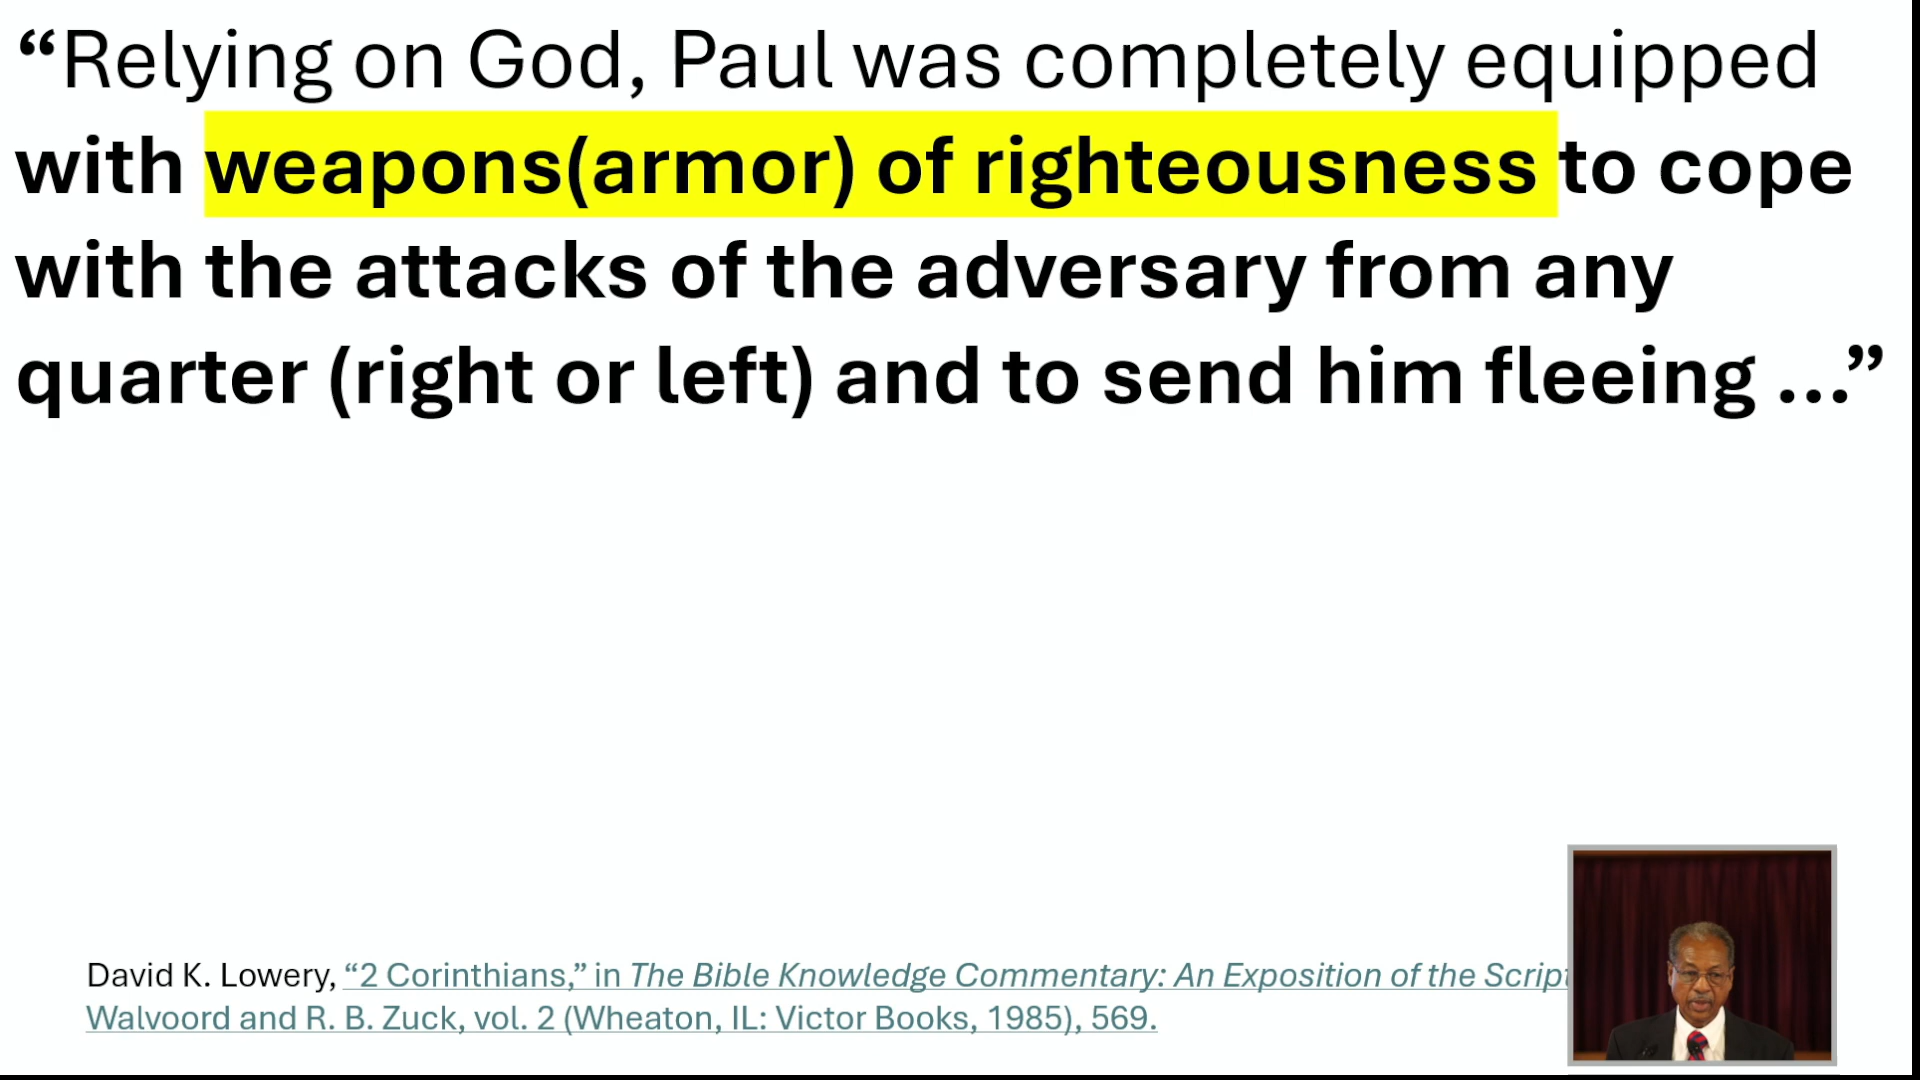 “Relying on God, Paul was completely equipped
with weapons(armor) of righteousness to cope
with the attacks of the adversary from any
quarter (right or left) and to send him fleeing ...”
David K. Lowery, “2 Corinthians,” in The Bible Knowledge Commentary: An Exposition of the Script
Walvoord and R. B. Zuck, vol. 2 (Wheaton, IL: Victor Books, 1985), 569.